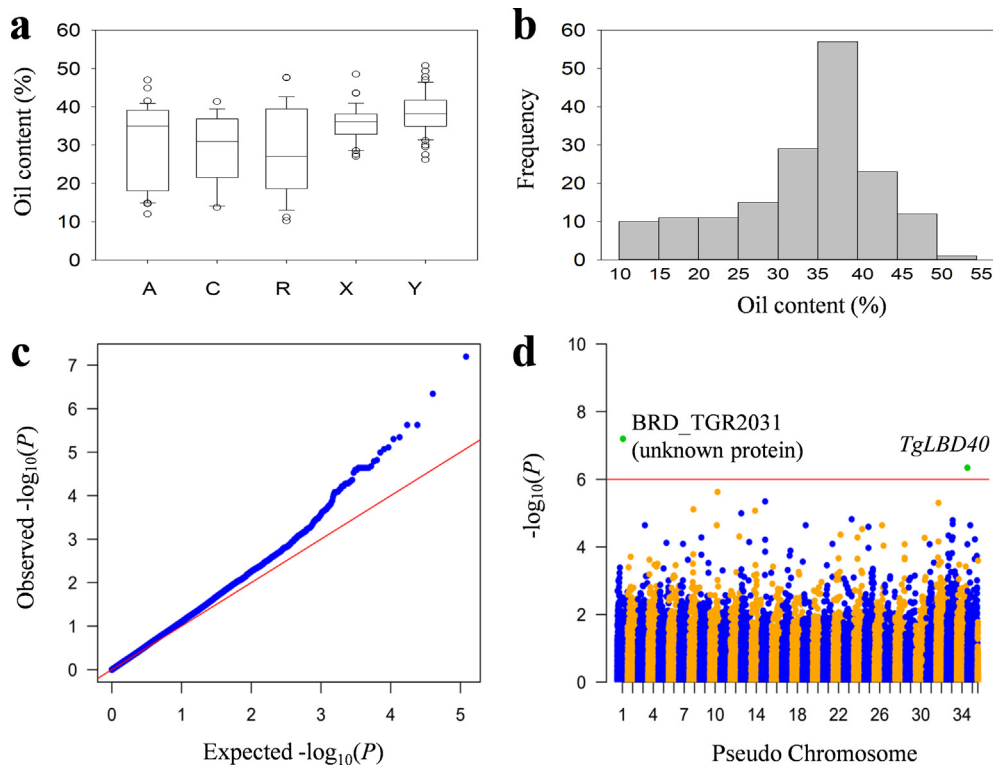 a
60
50
40
30
20
10
0
Oil content (%)
A C R X Y
b
60
50
40
30
20
10
0
Frequency
10 15 20 25 30 35 40 45 50 55
Oil content (%)
c
7
6
5
4
3
2
1
0
Observed -log10(P)
0 1 2 3 4 5
Expected -log10(P)
d
10
8
6
4
2
0
-log10(P)
BRD_TGR2031
(unknown protein)
TgLBD40
1 4 7 10 14 18 22 26 30 34
Pseudo Chromosome